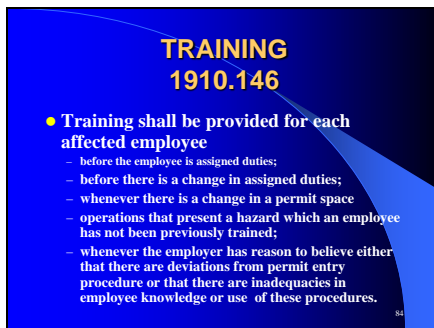 TRAINING
1910.146
● Training shall be provided for each
affected employee
– before the employee is assigned duties;
– before there is a change in assigned duties;
– whenever there is a change in a permit space
– operations that present a hazard which an employee
has not been previously trained;
– whenever the employer has reason to believe either
that there are deviations from permit entry
procedure or that there are inadequacies in
employee knowledge or use of these procedures.
84